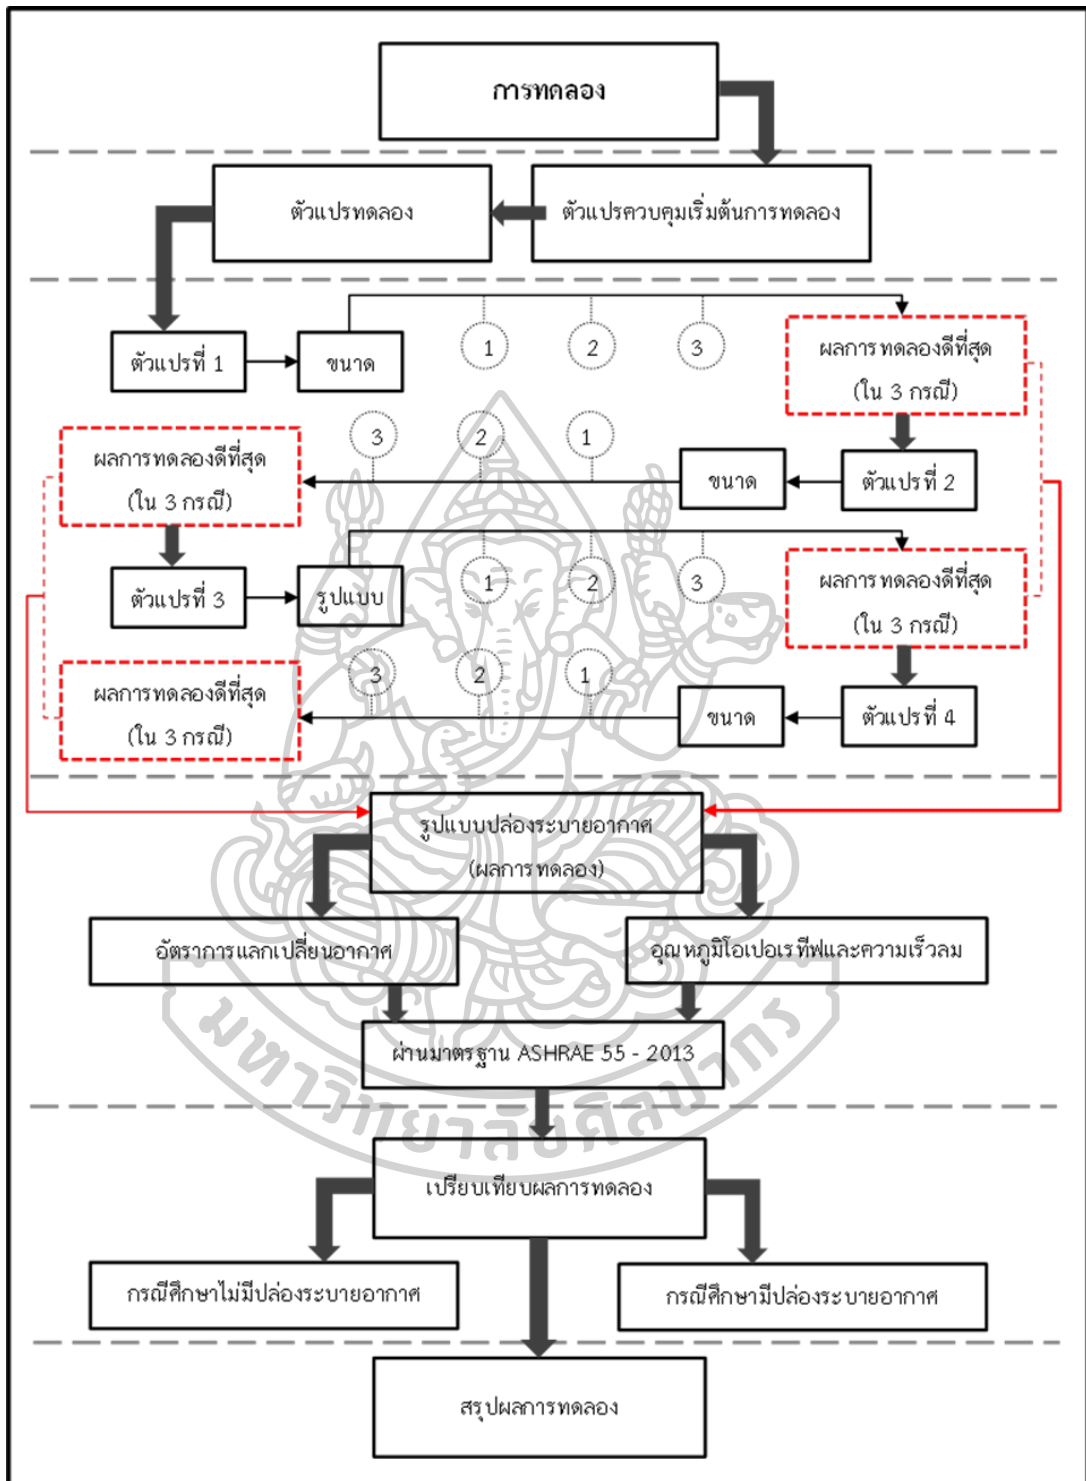 การทดลอง
ตัวแปรทดลอง
ตัวแปรควบคุมเริ่มต้นการทดลอง
ตัวแปรที่ 1
ขนาด
1
2
3
ผลการทดลองดีที่สุด
(ใน 3 กรณี)
ผลการทดลองดีที่สุด
(ใน 3 กรณี)
3
2
1
ขนาด
ตัวแปรที่ 2
ตัวแปรที่ 3
รูปแบบ
1
2
3
ผลการทดลองดีที่สุด
(ใน 3 กรณี)
ผลการทดลองดีที่สุด
(ใน 3 กรณี)
3
2
1
ขนาด
ตัวแปรที่ 4
รูปแบบปล่องระบายอากาศ
(ผลการทดลอง)
อัตราการแลกเปลี่ยนอากาศ
อุณหภูมิโอเปอเรทีฟและความเร็วลม
ผ่านมาตรฐาน ASHRAE 55 - 2013
มหาวิทยาลัยศิลปากร
เปรียบเทียบผลการทดลอง
กรณีศึกษาไม่มีปล่องระบายอากาศ
กรณีศึกษามีปล่องระบายอากาศ
สรุปผลการทดลอง